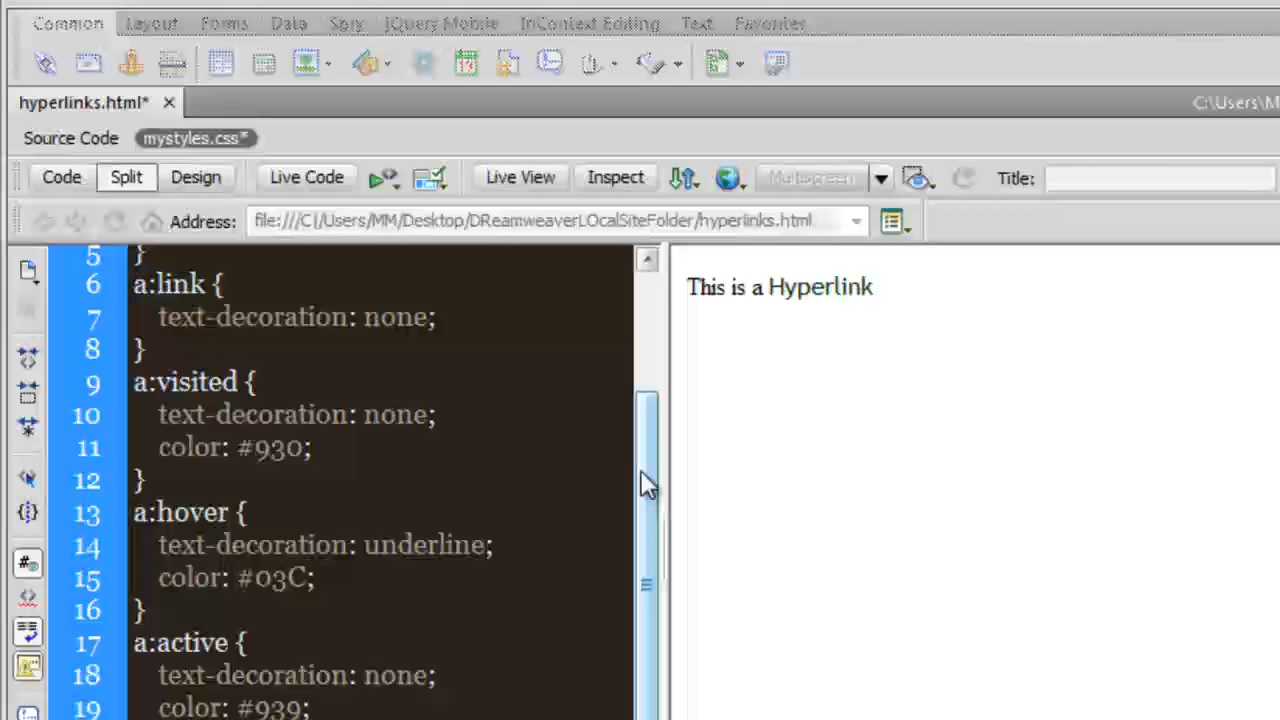 Common Layout Forms Data Spry jQuery Mobile InContext Editing Text Favorites
hyperlinks.html* C:\Users\M
Source Code mystyles.css*
Code Split Design Live Code Live View Inspect Multiscreen Title:
Address: file:///C|/Users/MM/Desktop/DReamweaverLOcalSiteFolder/hyperlinks.html
5 }
6 a:link {
7 text-decoration: none;
8 }
9 a:visited {
10 text-decoration: none;
11 color: #930;
12 }
13 a:hover {
14 text-decoration: underline;
15 color: #03C;
16 }
17 a:active {
18 text-decoration: none;
19 color: #939;
This is a Hyperlink